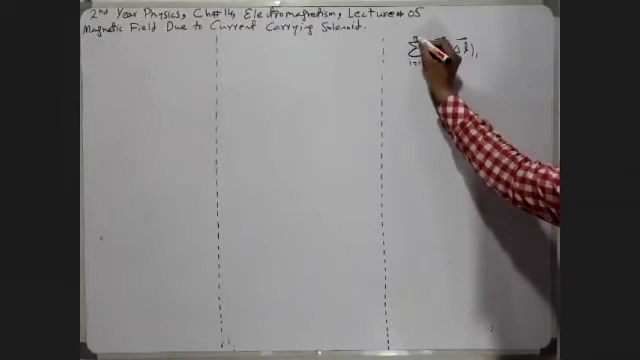 2nd Year Physics, Ch#14, Electromagnetism, Lecture# 05
Magnetic Field Due to Current Carrying Solenoid.